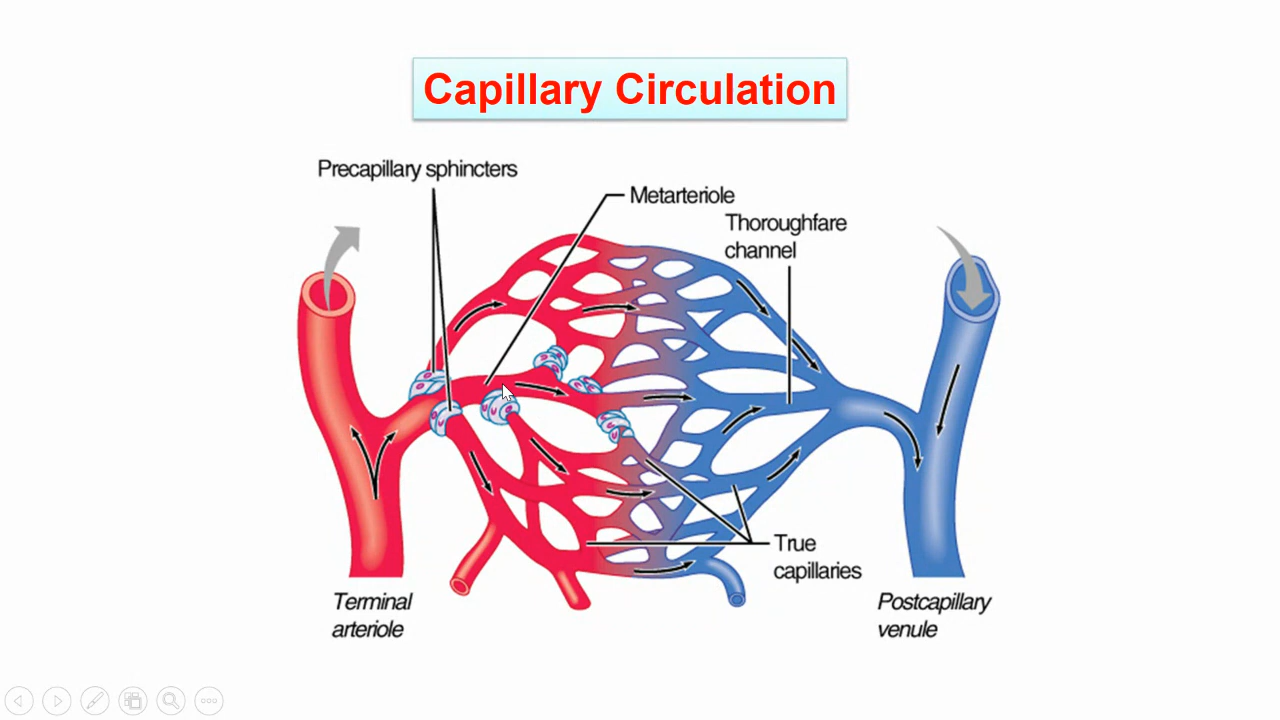 Capillary Circulation
Precapillary sphincters
Metarteriole
Thoroughfare
channel
True
capillaries
Terminal
arteriole
Postcapillary
venule